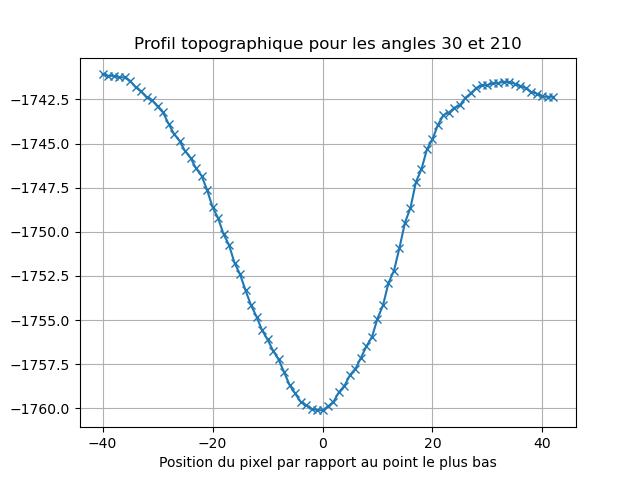 Profil topographique pour les angles 30 et 210
−1742.5
−1745.0
−1747.5
−1750.0
−1752.5
−1755.0
−1757.5
−1760.0
−40 −20 0 20 40
Position du pixel par rapport au point le plus bas